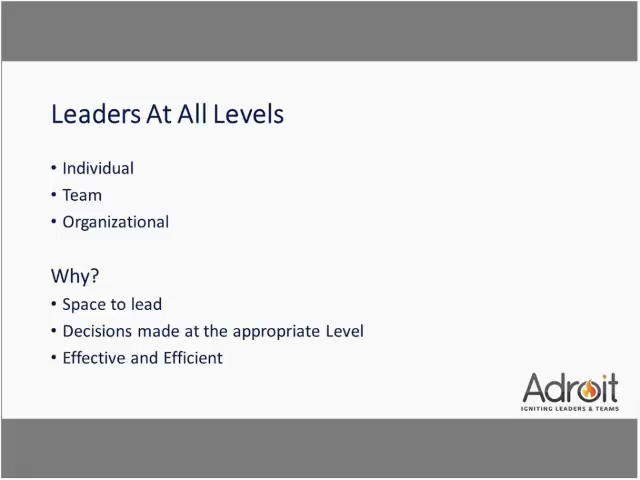 Leaders At All Levels
• Individual
• Team
• Organizational
Why?
• Space to lead
• Decisions made at the appropriate Level
• Effective and Efficient
Adroit
IGNITING LEADERS & TEAMS